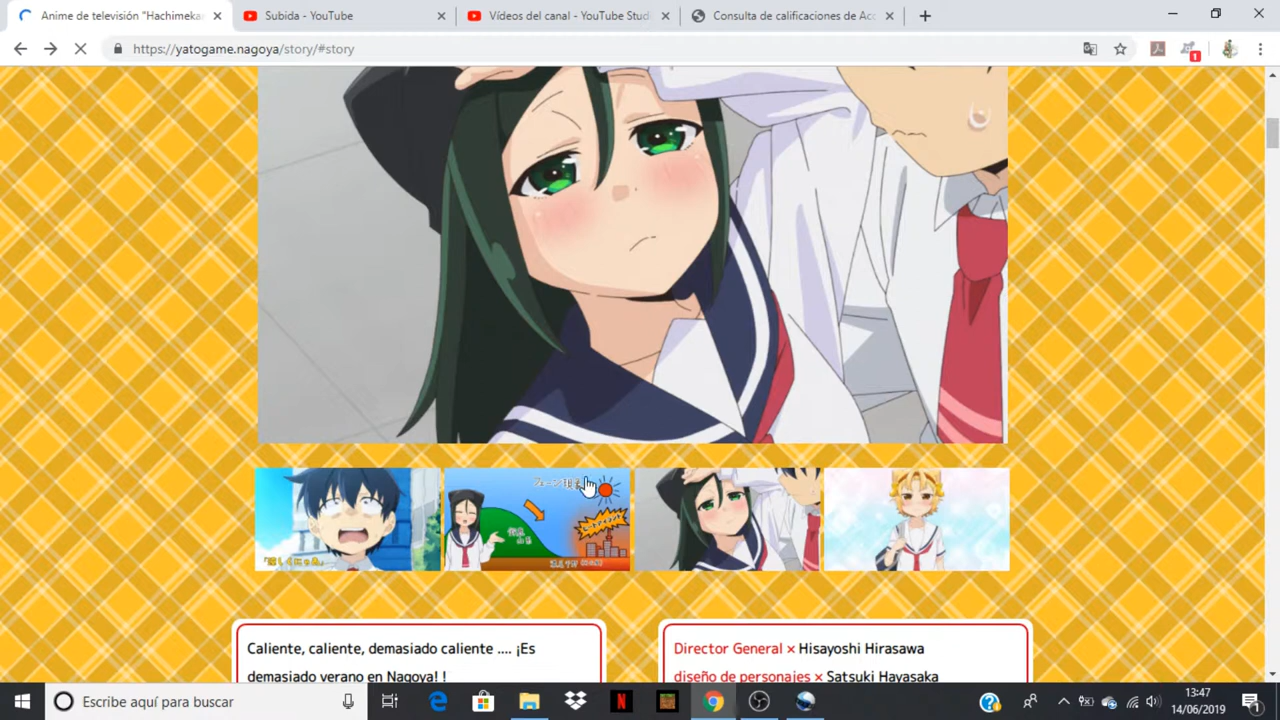 Anime de televisión "Hachimeka
Subida - YouTube
Vídeos del canal - YouTube Stud
Consulta de calificaciones de Acc
https://yatogame.nagoya/story/#story
1
Caliente, caliente, demasiado caliente .... ¡Es
demasiado verano en Nagoya! !
Director General × Hisayoshi Hirasawa
diseño de personajes × Satsuki Hayasaka
Escribe aquí para buscar
13:47
14/06/2019
1